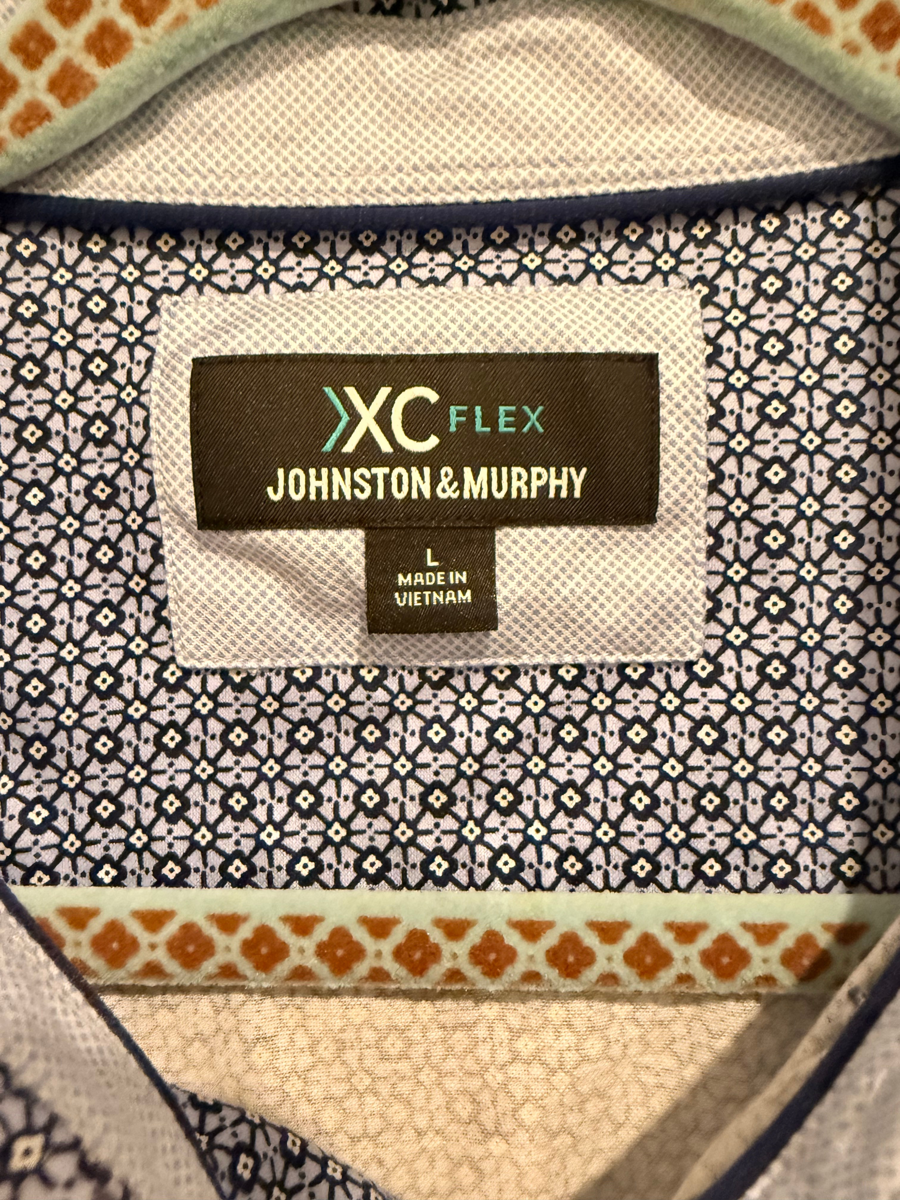 XC FLEX
JOHNSTON & MURPHY
L
MADE IN
VIETNAM